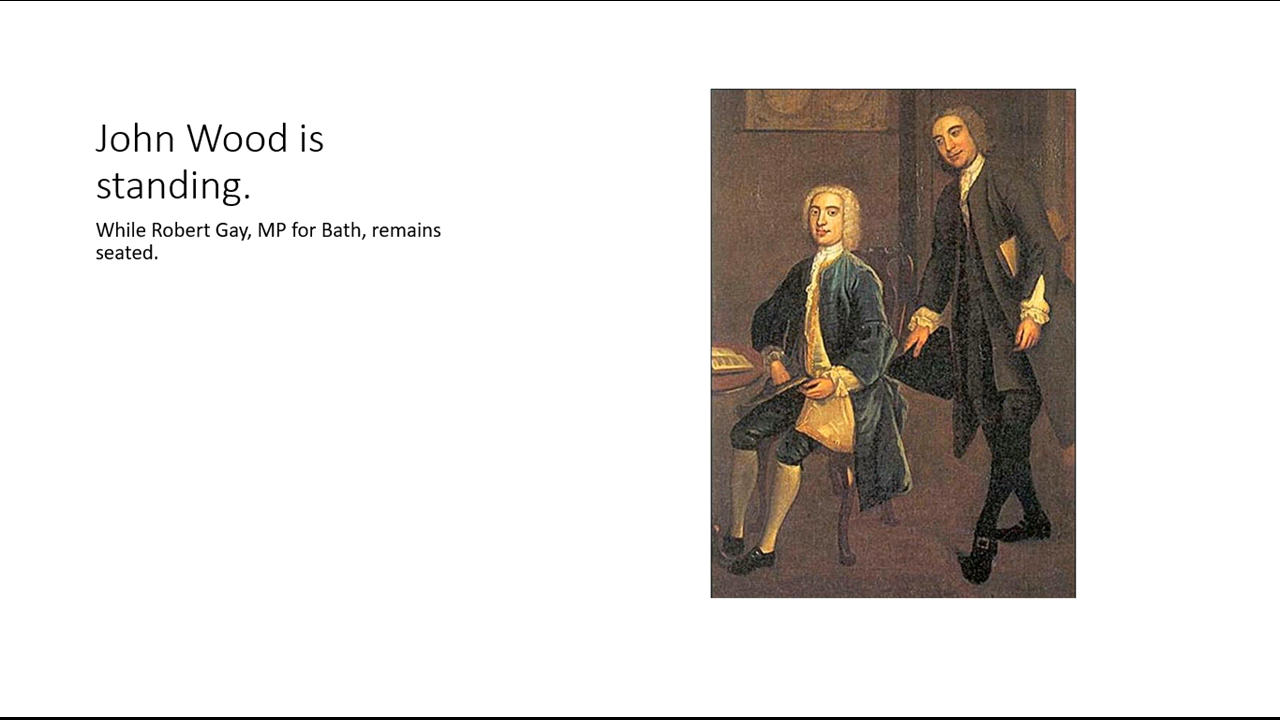 John Wood is
standing.
While Robert Gay, MP for Bath, remains
seated.